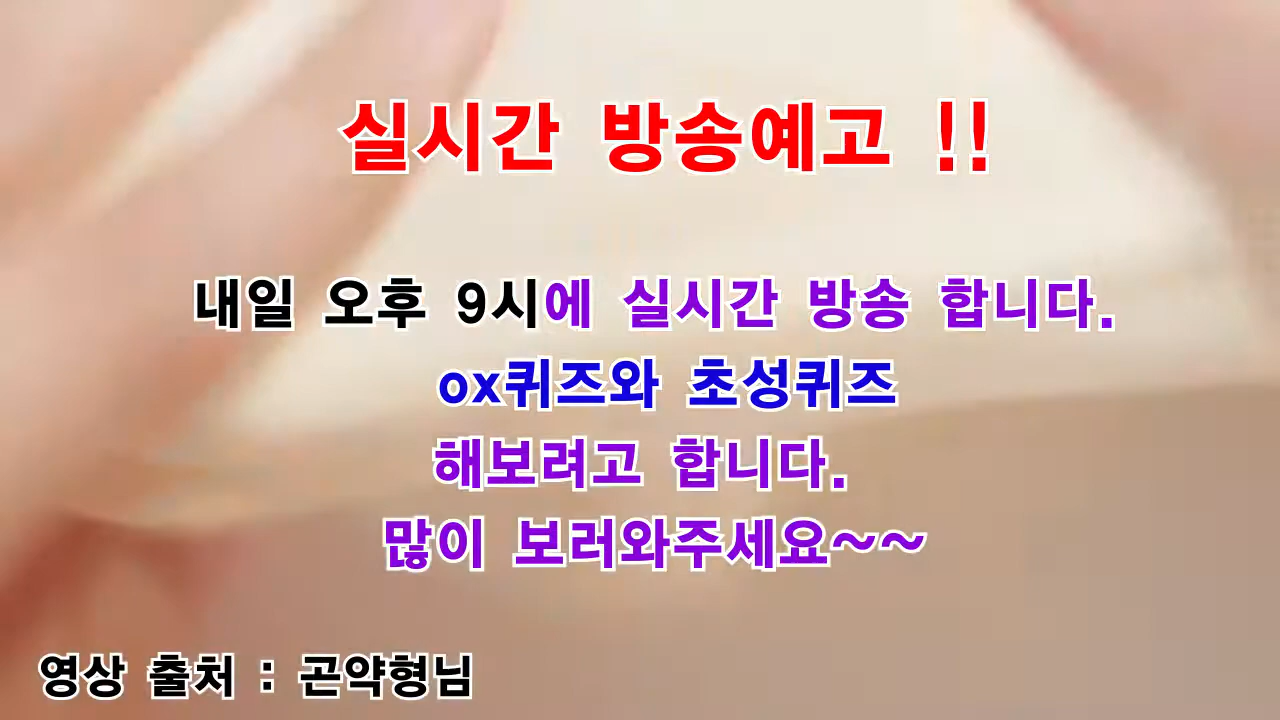 실시간 방송예고 !!
내일 오후 9시에 실시간 방송 합니다.
ox퀴즈와 초성퀴즈
해보려고 합니다.
많이 보러와주세요~~
영상 출처 : 곤약형님